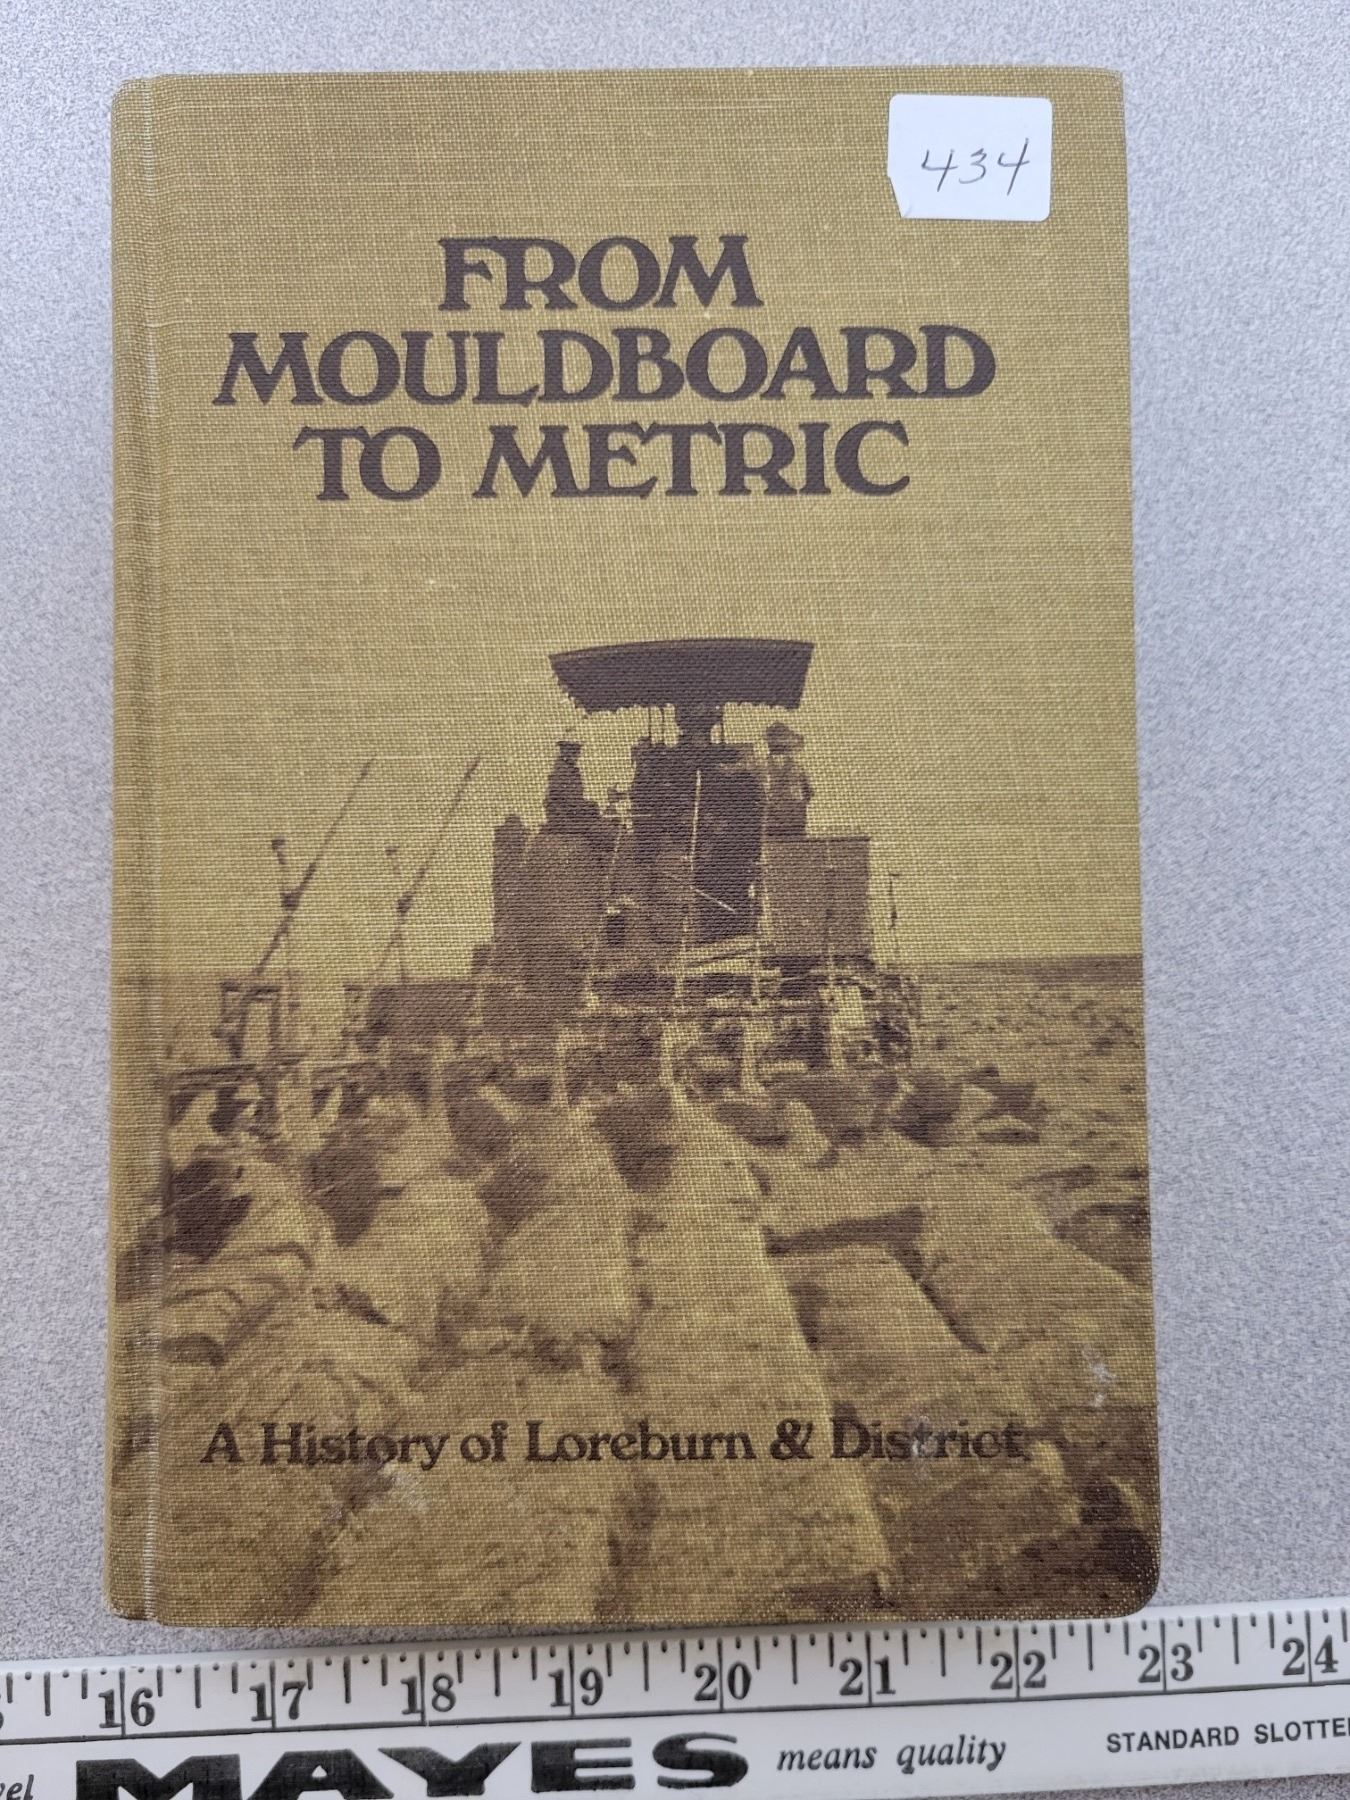 434
FROM
MOULDBOARD
TO METRIC
A History of Loreburn & District
16 17 18 19 20 21 22 23 24
MAYES means quality STANDARD SLOTTE